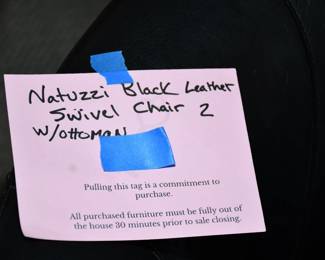 Natuzzi Black Leather
Swivel Chair 2
w/ottoman
Pulling this tag is a commitment to
purchase.
All purchased furniture must be fully out of
the house 30 minutes prior to sale closing.